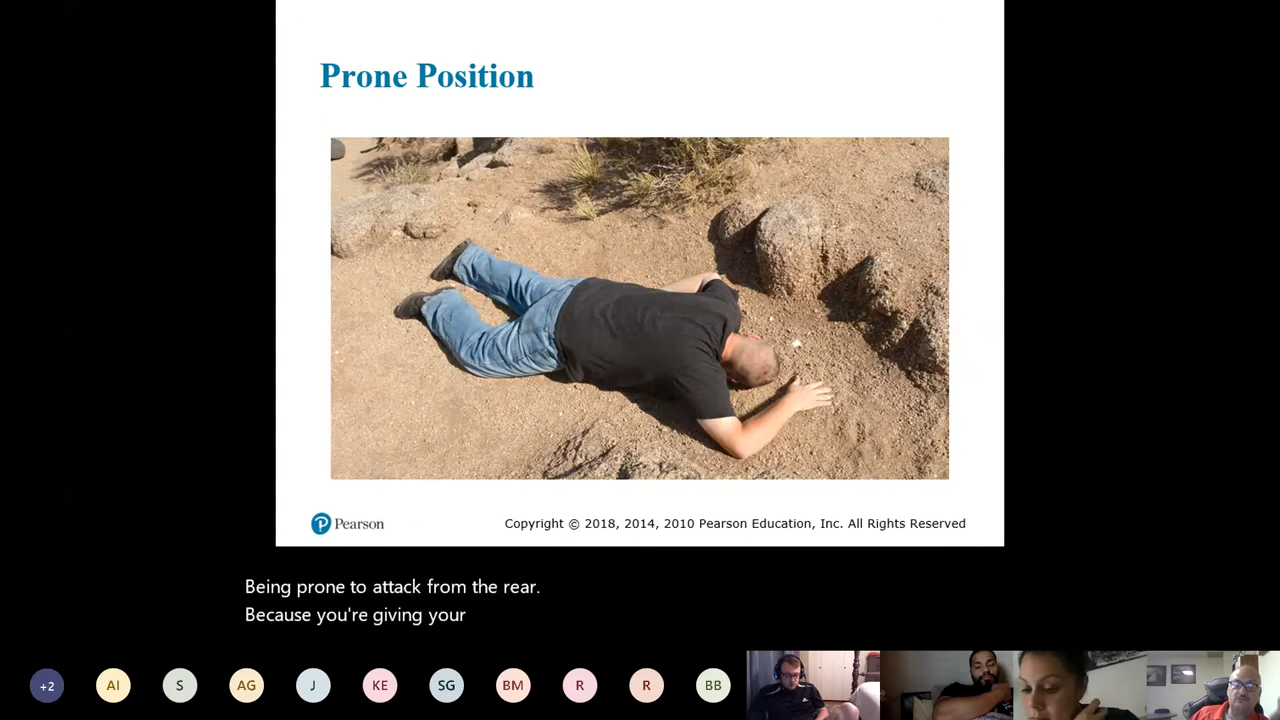 Prone Position
Pearson
Copyright © 2018, 2014, 2010 Pearson Education, Inc. All Rights Reserved
Being prone to attack from the rear.
Because you're giving your
+2
AI
S
AG
J
KE
SG
BM
R
R
BB